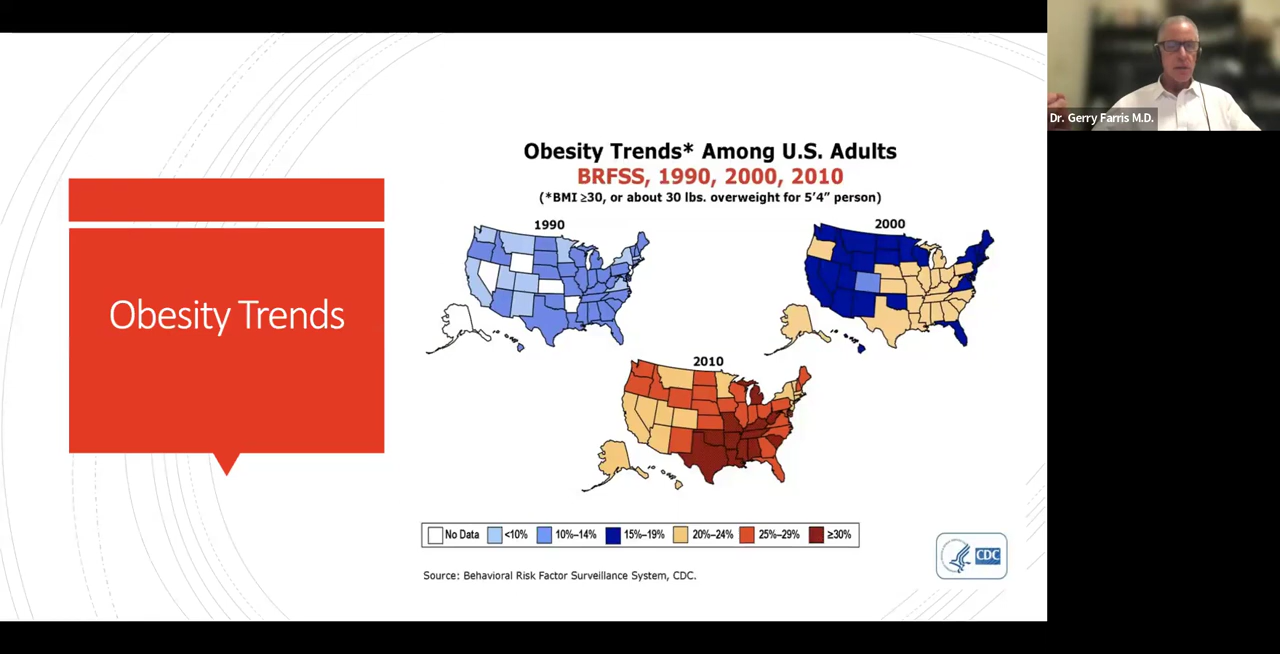 Dr. Gerry Farris M.D.
Obesity Trends
Obesity Trends* Among U.S. Adults
BRFSS, 1990, 2000, 2010
(*BMI ≥30, or about 30 lbs. overweight for 5’4” person)
1990
2000
2010
No Data <10% 10%–14% 15%–19% 20%–24% 25%–29% ≥30%
CDC
Source: Behavioral Risk Factor Surveillance System, CDC.